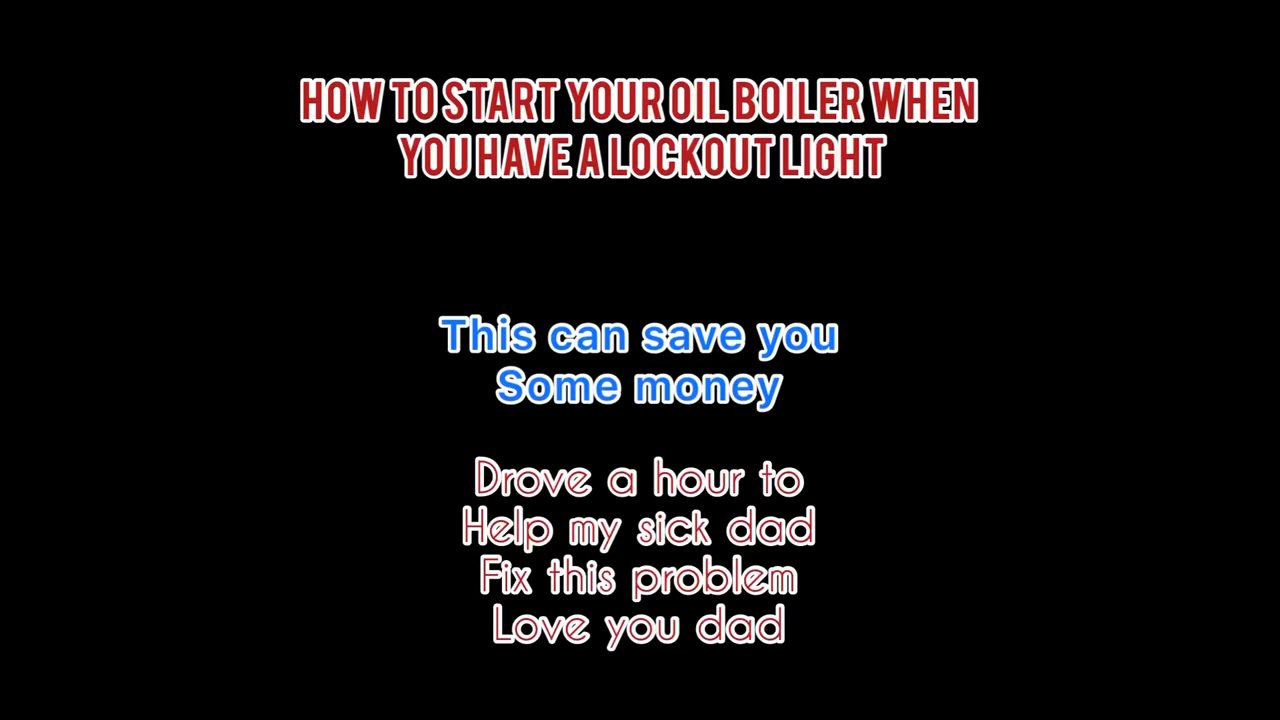 HOW TO START YOUR OIL BOILER WHEN
YOU HAVE A LOCKOUT LIGHT
This can save you
Some money
Drove a hour to
Help my sick dad
Fix this problem
Love you dad